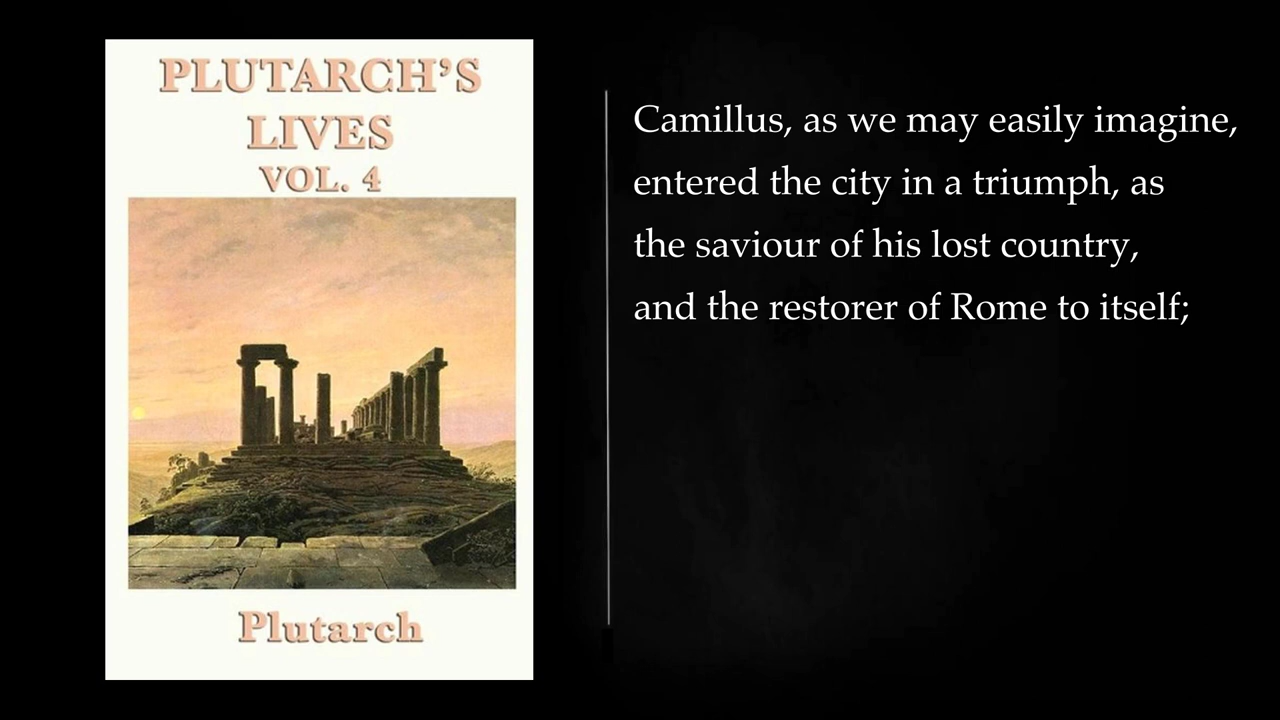 PLUTARCH'S
LIVES
VOL. 4
Plutarch
Camillus, as we may easily imagine,
entered the city in a triumph, as
the saviour of his lost country,
and the restorer of Rome to itself;